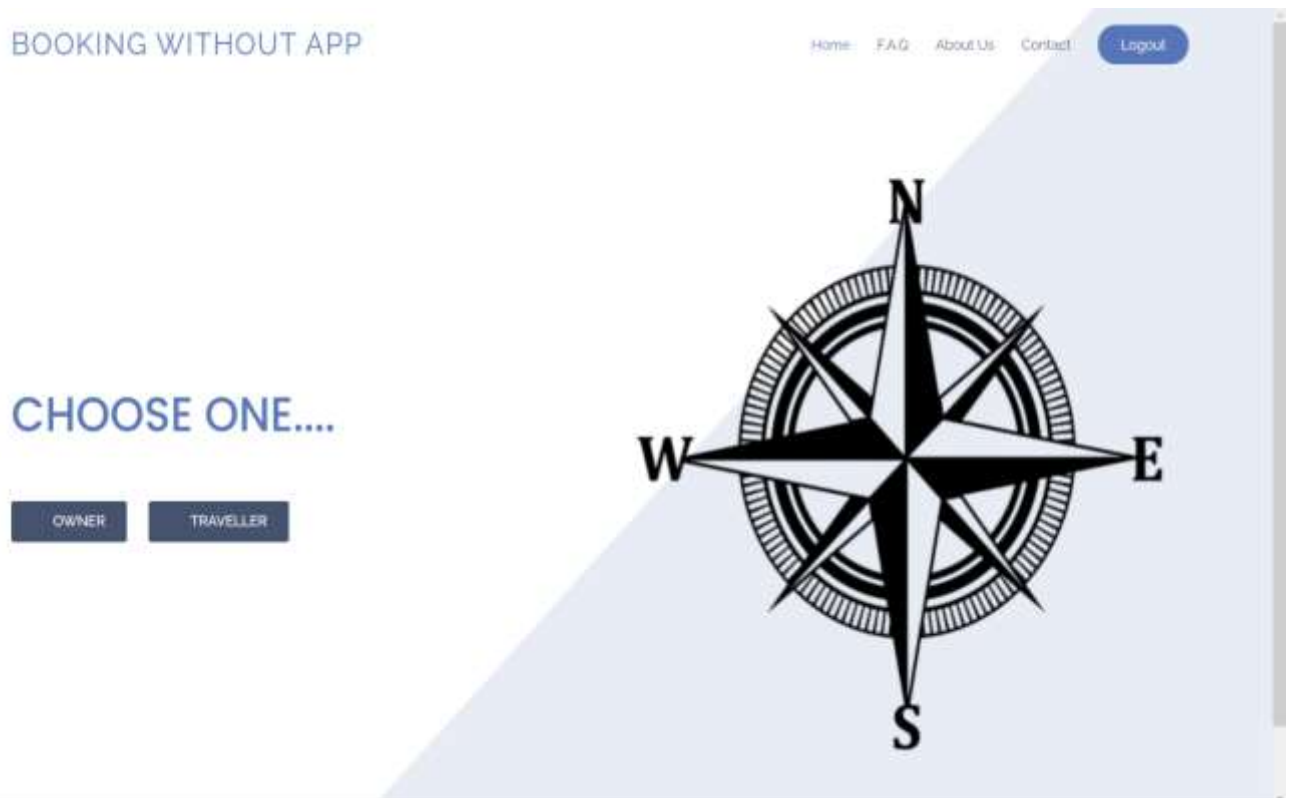 BOOKING WITHOUT APP
Home F.A.Q About Us Contact Logout
N
CHOOSE ONE....
W E
OWNER TRAVELLER
S